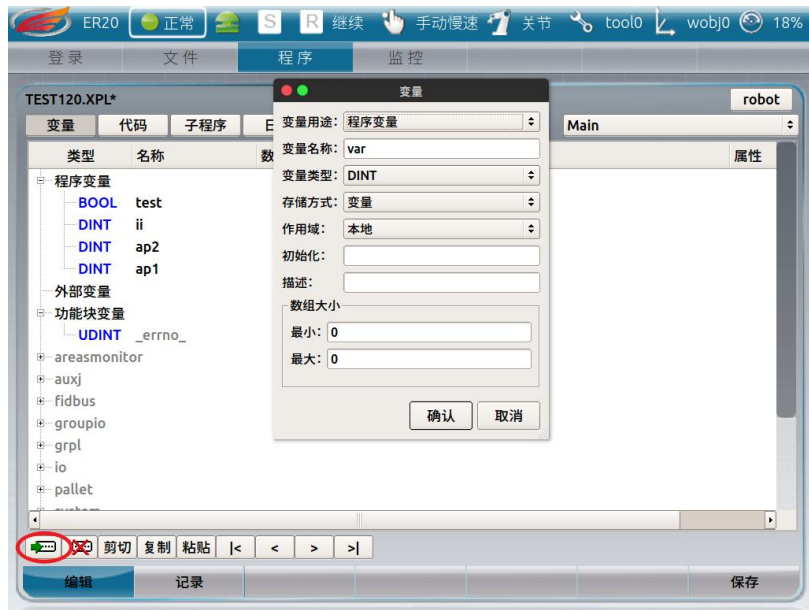 ER20 正常 S R 继续 手动慢速 关节 tool0 wobj0 18%
登录 文件 程序 监控
TEST120.XPL*
robot
变量 代码 子程序
Main
类型 名称 数 属性
程序变量
BOOL test
DINT ii
DINT ap2
DINT ap1
外部变量
功能块变量
UDINT _errno_
areasmonitor
auxj
fidbus
groupio
grpl
io
pallet
变量
变量用途: 程序变量
变量名称: var
变量类型: DINT
存储方式: 变量
作用域: 本地
初始化:
描述:
数组大小
最小: 0
最大: 0
确认 取消
剪切 复制 粘贴 |< < > >|
编辑 记录 保存